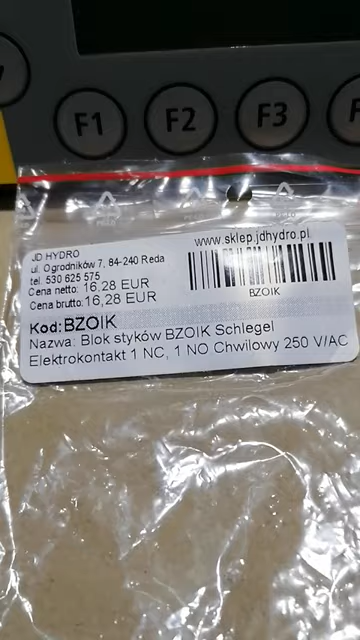 F1
F2
F3
JD HYDRO
ul. Ogrodników 7, 84-240 Reda
tel. 530 625 575
Cena netto: 16,28 EUR
Cena brutto:16,28 EUR
www.sklep.jdhydro.pl
BZOIK
Kod:BZOIK
Nazwa: Blok styków BZOIK Schlegel
Elektrokontakt 1 NC, 1 NO Chwilowy 250 V/AC